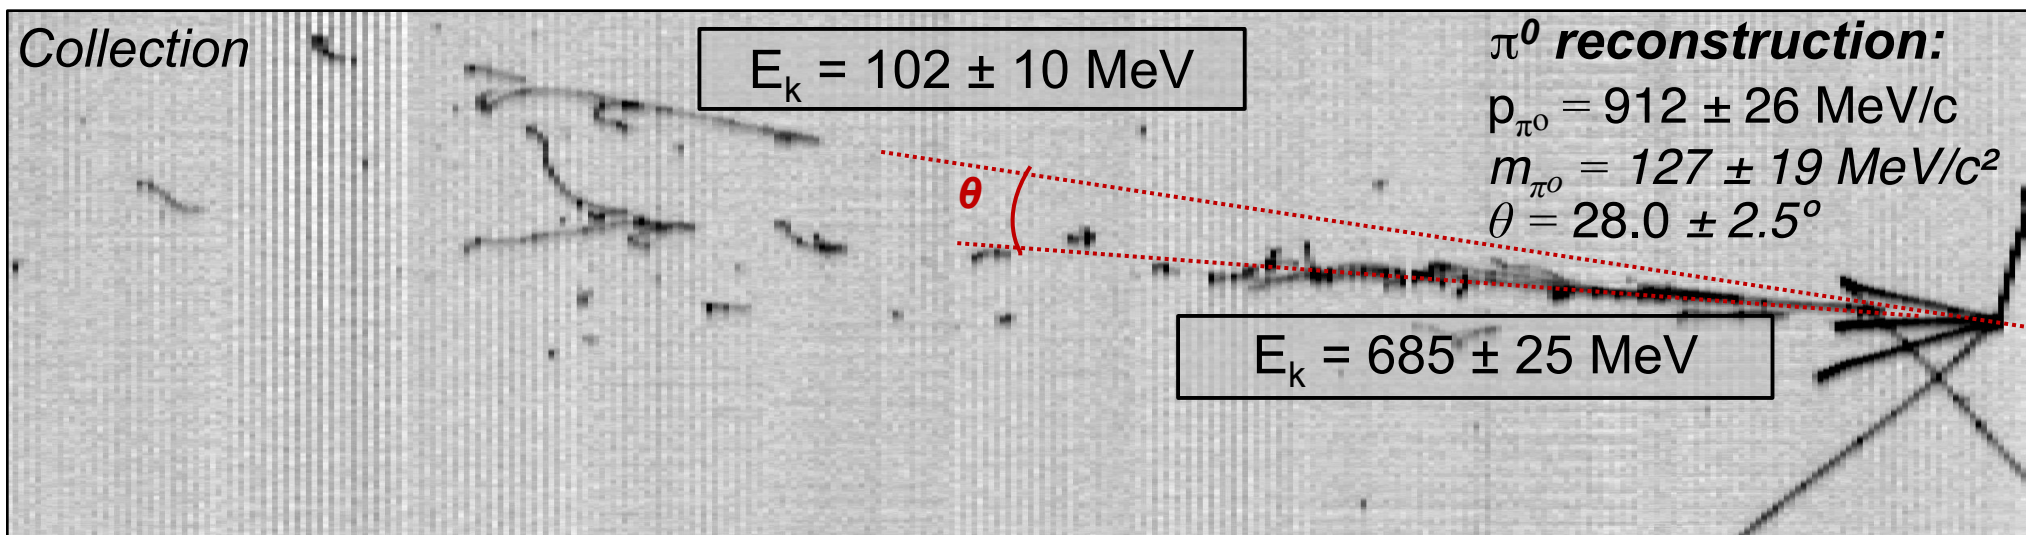 Collection
E_k = 102 ± 10 MeV
π⁰ reconstruction:
p_π⁰ = 912 ± 26 MeV/c
m_π⁰ = 127 ± 19 MeV/c²
θ = 28.0 ± 2.5º
θ
E_k = 685 ± 25 MeV